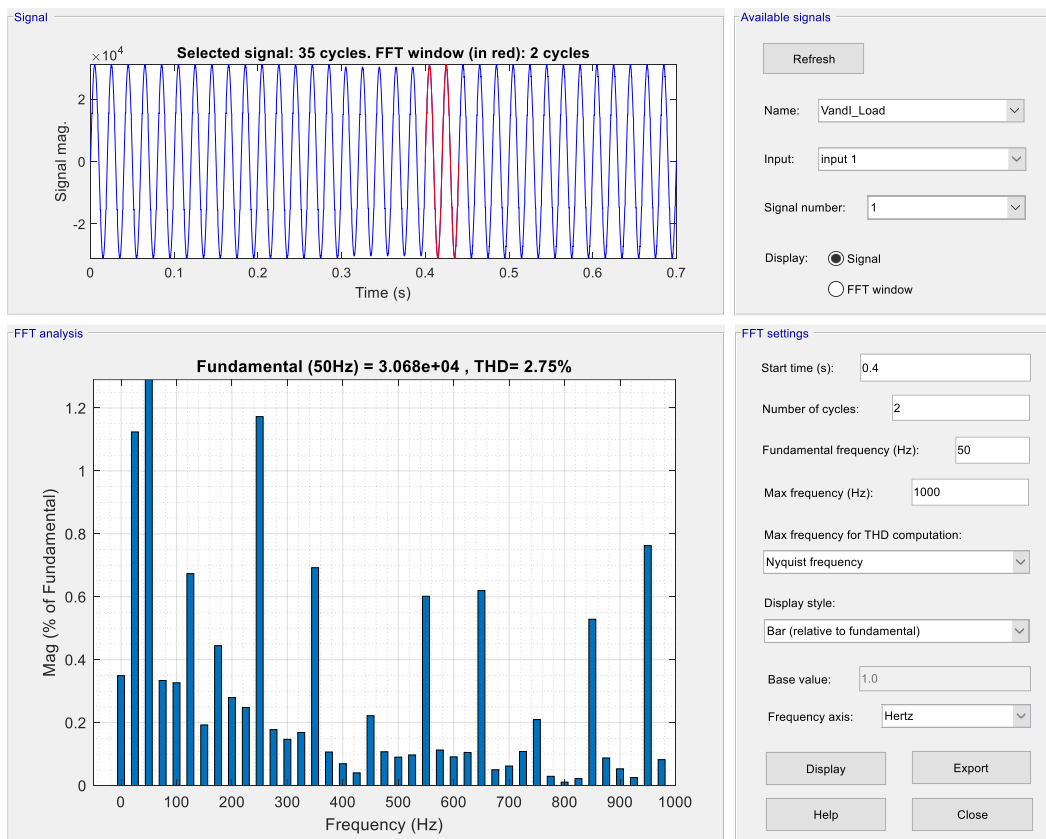 Signal
×10⁴
Selected signal: 35 cycles. FFT window (in red): 2 cycles
2
0
-2
Signal mag.
0 0.1 0.2 0.3 0.4 0.5 0.6 0.7
Time (s)
Available signals
Refresh
Name: VandI_Load
Input: input 1
Signal number: 1
Display: Signal
FFT window
FFT analysis
Fundamental (50Hz) = 3.068e+04 , THD= 2.75%
1.2
1
0.8
0.6
0.4
0.2
0
Mag (% of Fundamental)
0 100 200 300 400 500 600 700 800 900 1000
Frequency (Hz)
FFT settings
Start time (s): 0.4
Number of cycles: 2
Fundamental frequency (Hz): 50
Max frequency (Hz): 1000
Max frequency for THD computation:
Nyquist frequency
Display style:
Bar (relative to fundamental)
Base value: 1.0
Frequency axis: Hertz
Display Export
Help Close